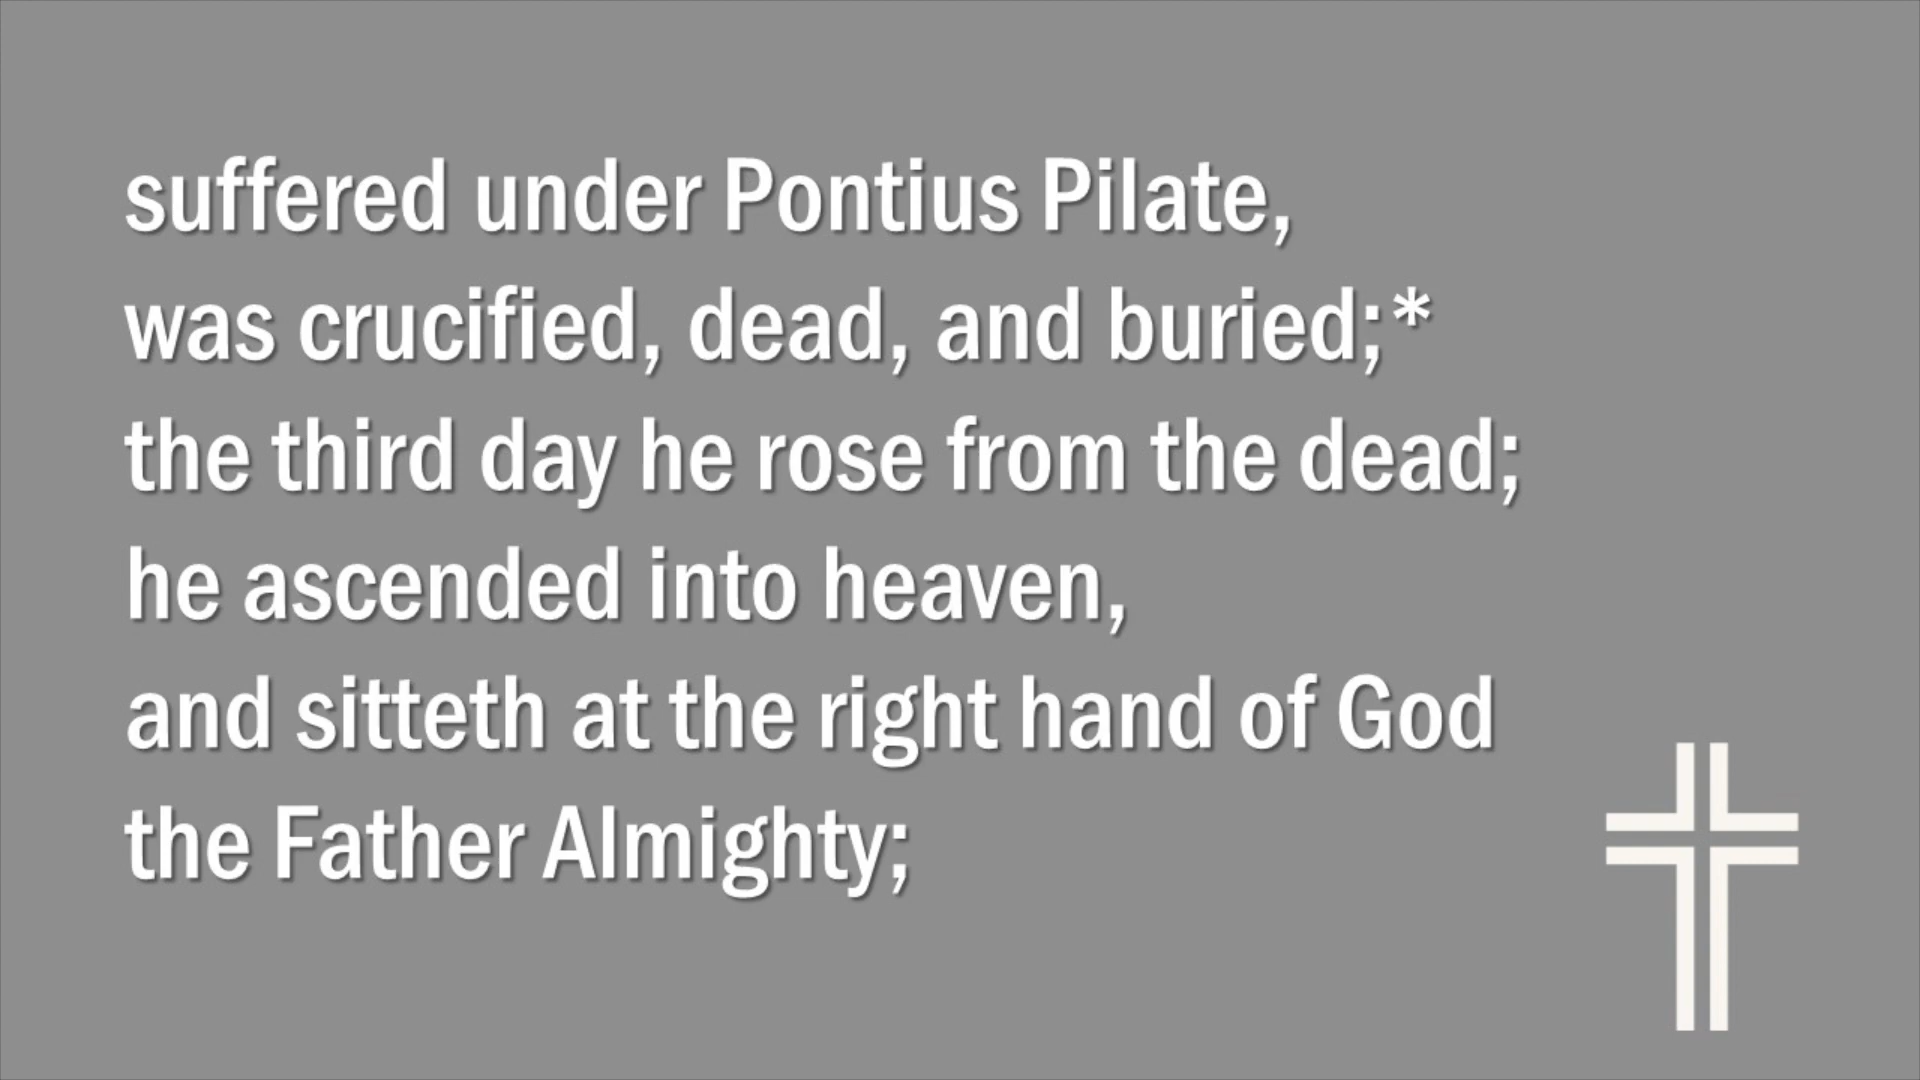 suffered under Pontius Pilate,
was crucified, dead, and buried;*
the third day he rose from the dead;
he ascended into heaven,
and sitteth at the right hand of God
the Father Almighty;